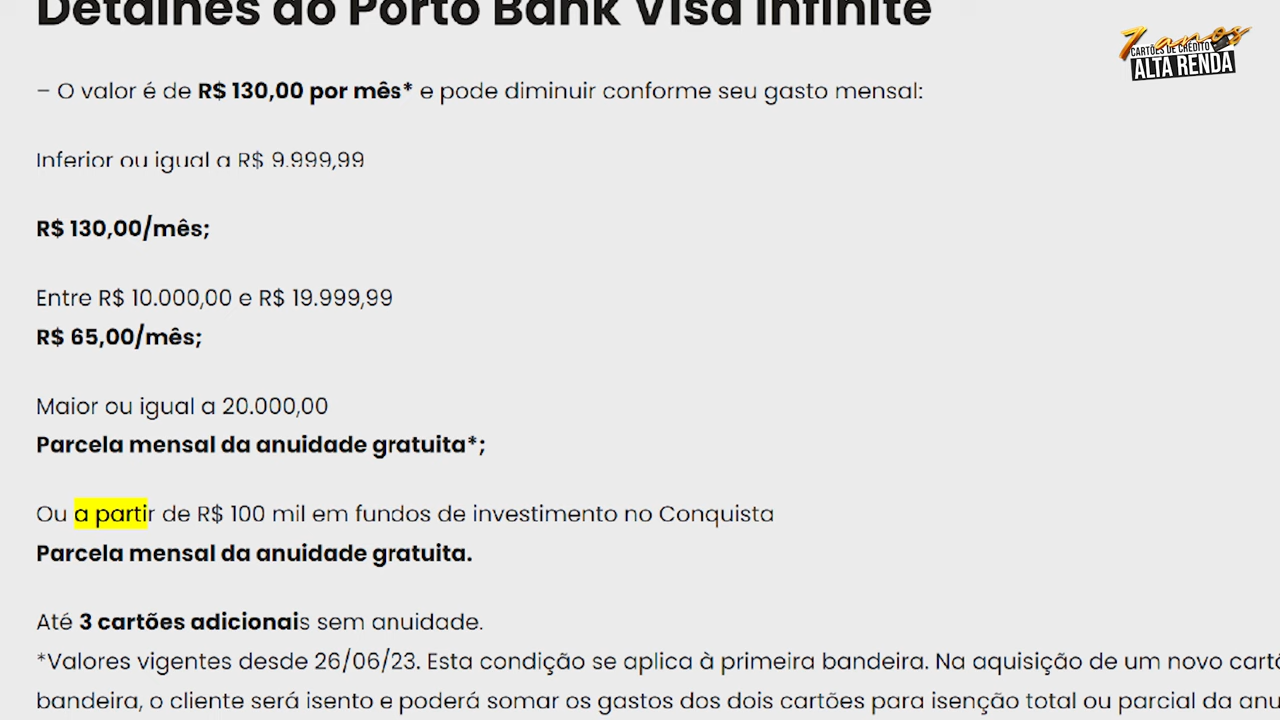 Detalhes do Porto Bank Visa Infinite
7 anos
CARTÕES DE CRÉDITO
ALTA RENDA
– O valor é de R$ 130,00 por mês* e pode diminuir conforme seu gasto mensal:
Inferior ou igual a R$ 9.999,99
R$ 130,00/mês;
Entre R$ 10.000,00 e R$ 19.999,99
R$ 65,00/mês;
Maior ou igual a 20.000,00
Parcela mensal da anuidade gratuita*;
Ou a partir de R$ 100 mil em fundos de investimento no Conquista
Parcela mensal da anuidade gratuita.
Até 3 cartões adicionais sem anuidade.
*Valores vigentes desde 26/06/23. Esta condição se aplica à primeira bandeira. Na aquisição de um novo cartã
bandeira, o cliente será isento e poderá somar os gastos dos dois cartões para isenção total ou parcial da anu